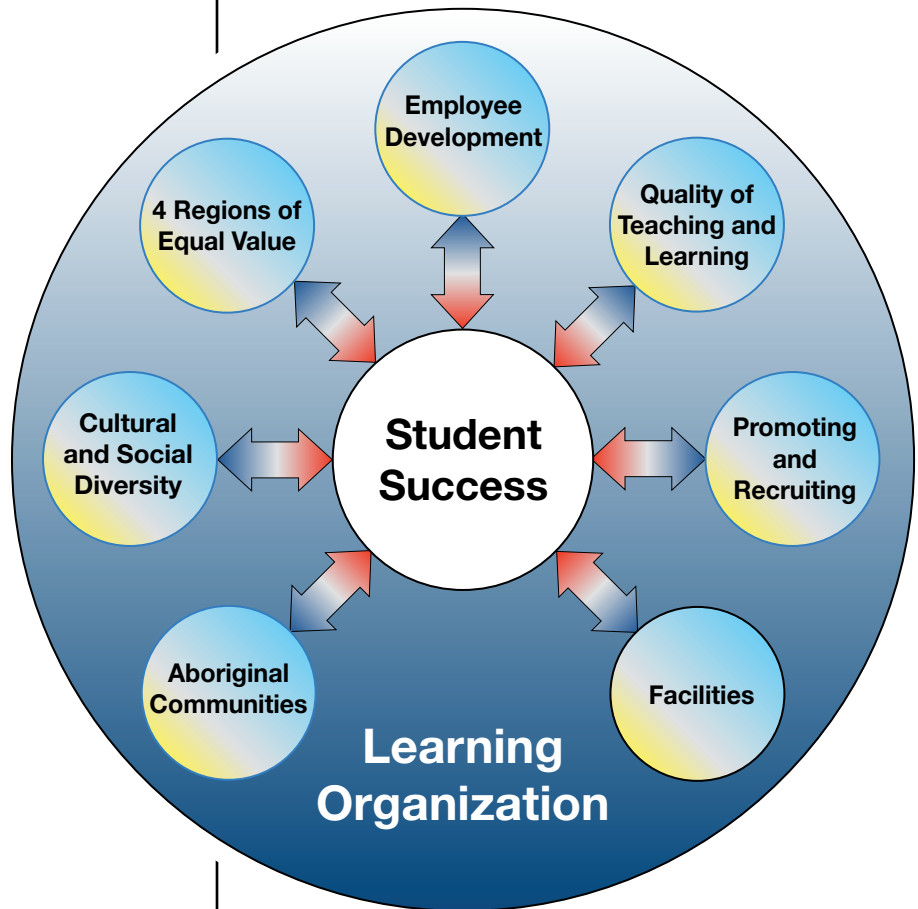 Employee
Development
4 Regions of
Equal Value
Quality of
Teaching and
Learning
Cultural
and Social
Diversity
Student
Success
Promoting
and
Recruiting
Aboriginal
Communities
Facilities
Learning
Organization